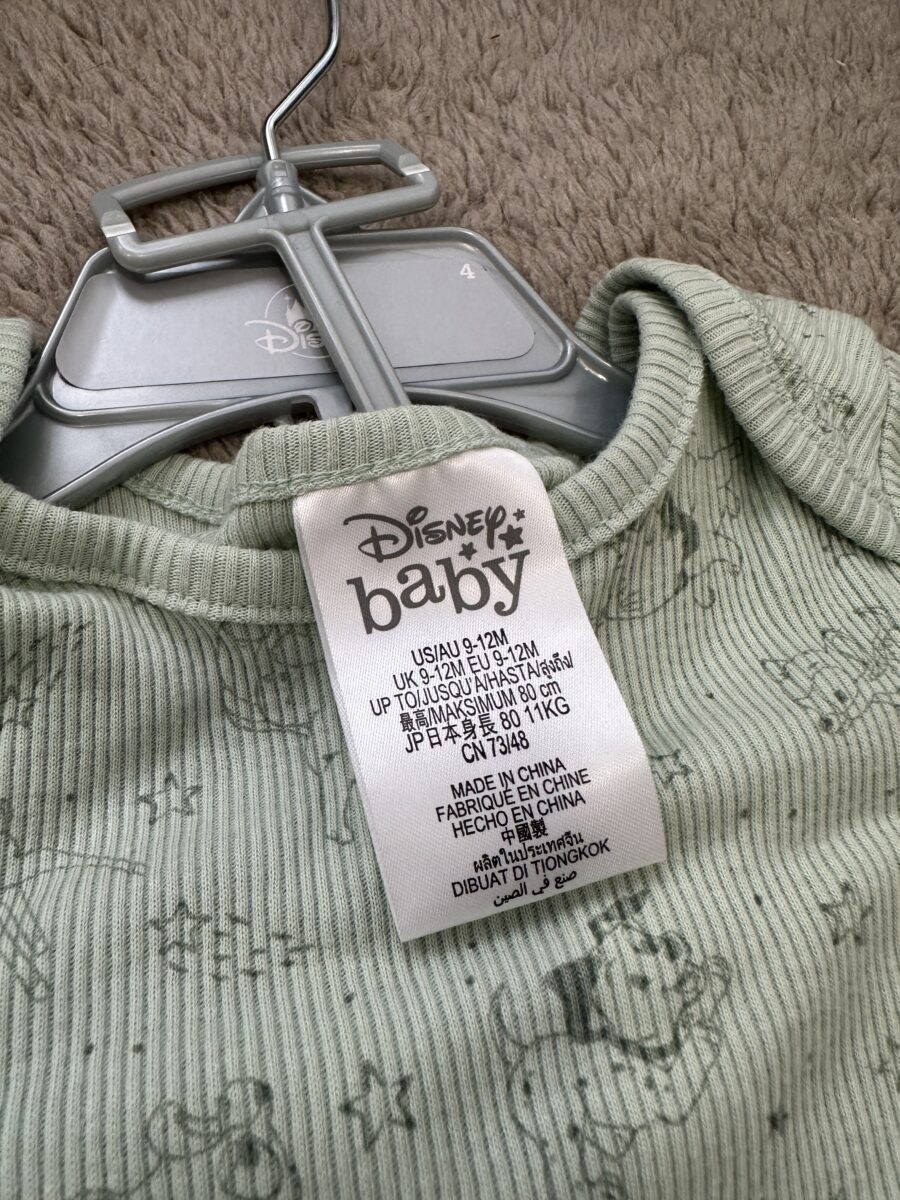 4
Disney
Disney
baby
US/AU 9-12M
UK 9-12M EU 9-12M
UP TO/JUSQU'À/HASTA/สูงถึง/
最高/MAKSIMUM 80 cm
JP日本身長 80 11KG
CN 73/48
MADE IN CHINA
FABRIQUÉ EN CHINE
HECHO EN CHINA
中國製
ผลิตในประเทศจีน
DIBUAT DI TIONGKOK
صنع في الصين